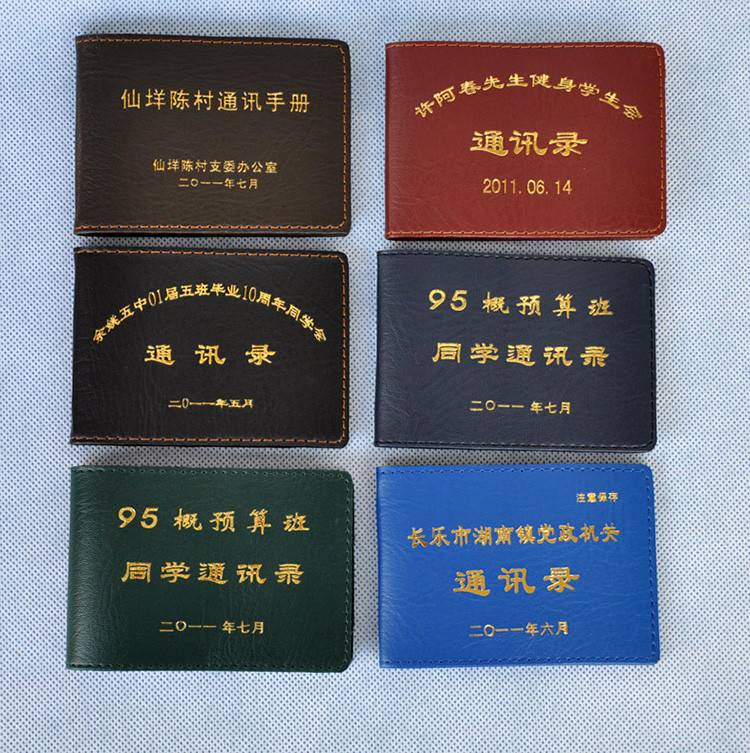 仙垟陈村通讯手册
仙垟陈村支委办公室
二〇一一年七月
许阿春先生健身学生会
通讯录
2011.06.14
余姚五中01届五班毕业10周年同学会
通讯录
二〇一一年五月
95概预算班
同学通讯录
二〇一一年七月
95概预算班
同学通讯录
二〇一一年七月
注意保存
长乐市湖南镇党政机关
通讯录
二〇一一年六月